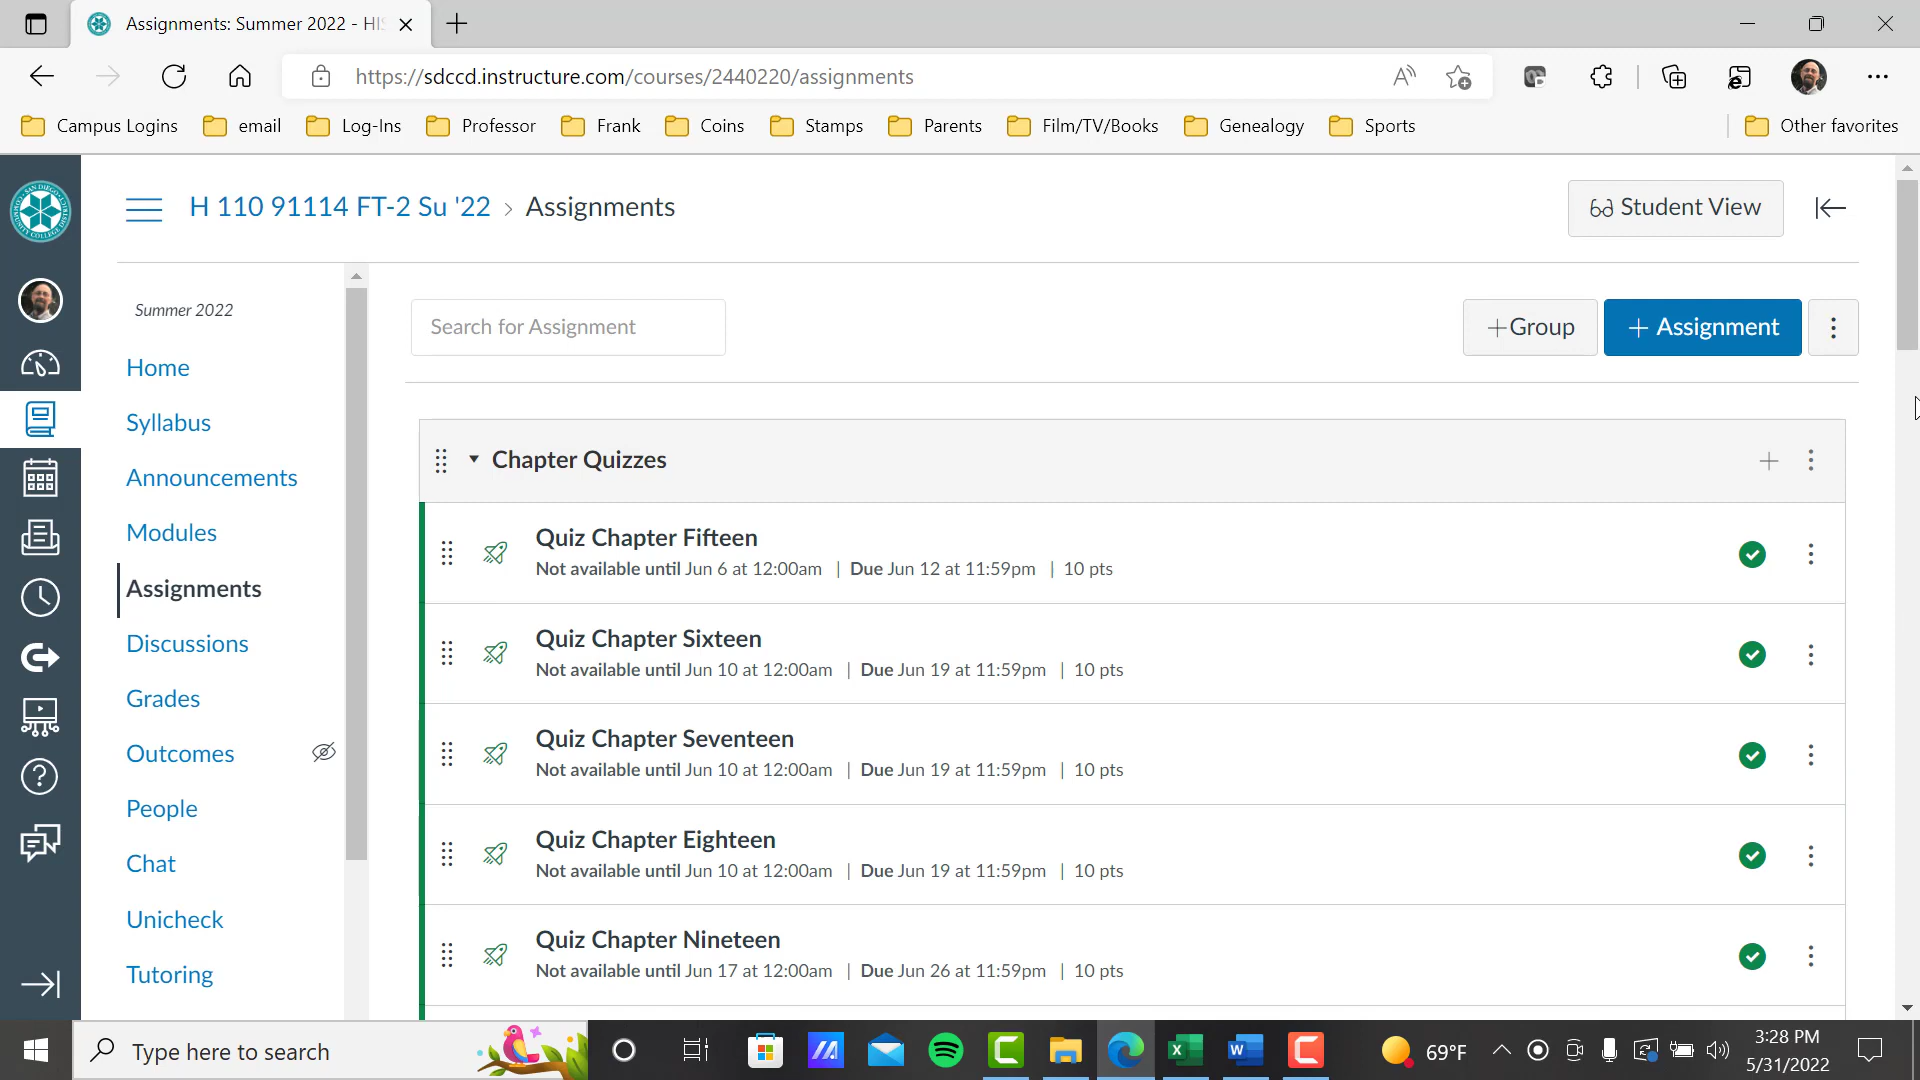 Assignments: Summer 2022 - HIS
https://sdccd.instructure.com/courses/2440220/assignments
Campus Logins
email
Log-Ins
Professor
Frank
Coins
Stamps
Parents
Film/TV/Books
Genealogy
Sports
Other favorites
H 110 91114 FT-2 Su '22 > Assignments
Student View
Summer 2022
Home
Syllabus
Announcements
Modules
Assignments
Discussions
Grades
Outcomes
People
Chat
Unicheck
Tutoring
Search for Assignment
+Group
+ Assignment
Chapter Quizzes
Quiz Chapter Fifteen
Not available until Jun 6 at 12:00am | Due Jun 12 at 11:59pm | 10 pts
Quiz Chapter Sixteen
Not available until Jun 10 at 12:00am | Due Jun 19 at 11:59pm | 10 pts
Quiz Chapter Seventeen
Not available until Jun 10 at 12:00am | Due Jun 19 at 11:59pm | 10 pts
Quiz Chapter Eighteen
Not available until Jun 10 at 12:00am | Due Jun 19 at 11:59pm | 10 pts
Quiz Chapter Nineteen
Not available until Jun 17 at 12:00am | Due Jun 26 at 11:59pm | 10 pts
Type here to search
69°F
3:28 PM
5/31/2022